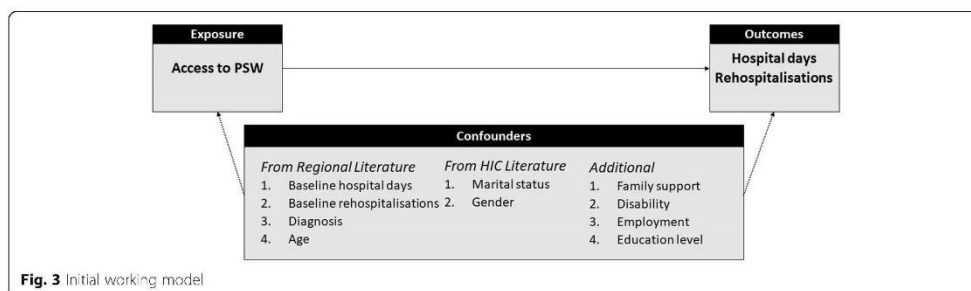 Exposure
Access to PSW
Outcomes
Hospital days
Rehospitalisations
Confounders
From Regional Literature
1. Baseline hospital days
2. Baseline rehospitalisations
3. Diagnosis
4. Age
From HIC Literature
1. Marital status
2. Gender
Additional
1. Family support
2. Disability
3. Employment
4. Education level
Fig. 3 Initial working model